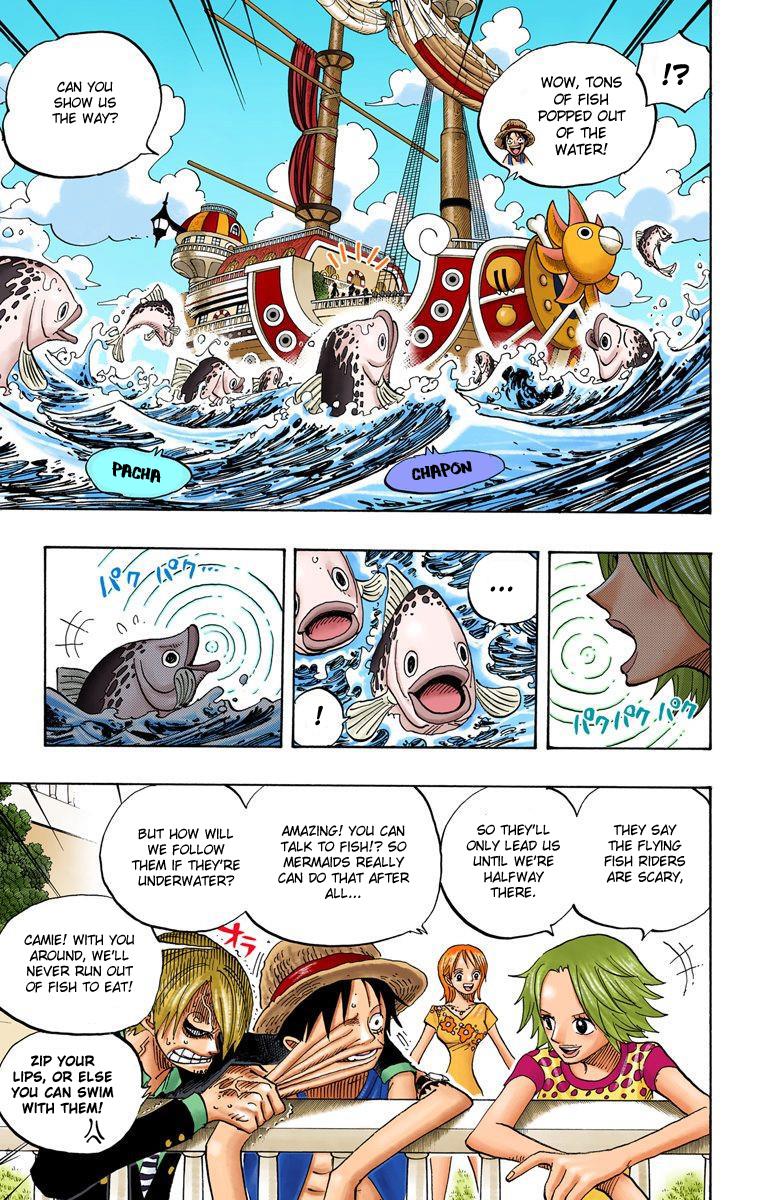 !?
WOW, TONS
OF FISH
POPPED OUT
OF THE
WATER!
CAN YOU
SHOW US
THE WAY?
CHAPON
PACHA
パクパクパク
...
!
パクパク...
THEY SAY
THE FLYING
FISH RIDERS
ARE SCARY,
SO THEY'LL
ONLY LEAD US
UNTIL WE'RE
HALFWAY
THERE.
AMAZING! YOU CAN
TALK TO FISH!? SO
MERMAIDS REALLY
CAN DO THAT AFTER
ALL...
BUT HOW WILL
WE FOLLOW
THEM IF THEY'RE
UNDERWATER?
メラ
CAMIE! WITH YOU
AROUND, WE'LL
NEVER RUN OUT
OF FISH TO EAT!
ZIP YOUR
LIPS, OR ELSE
YOU CAN SWIM
WITH THEM!